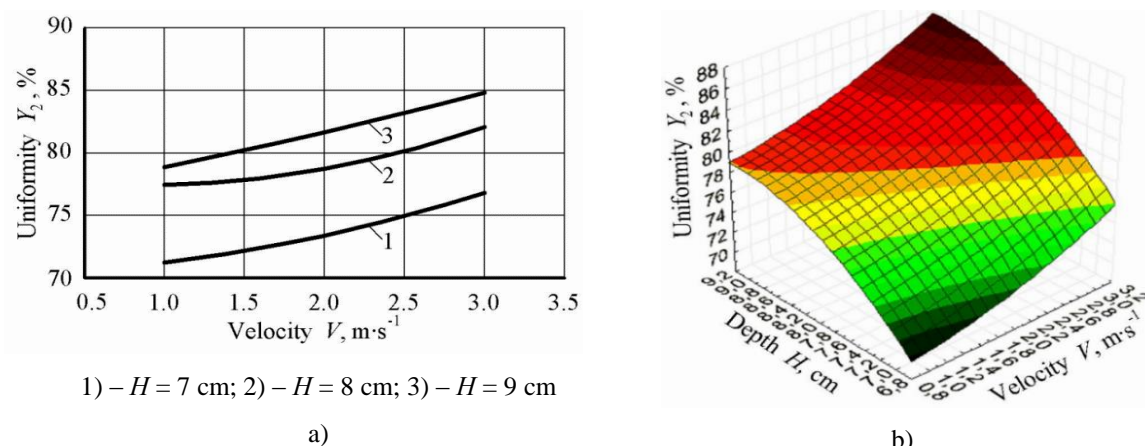 90
85
80
75
70
Uniformity Y₂, %
3
2
1
0.5 1.0 1.5 2.0 2.5 3.0 3.5
Velocity V, m·s⁻¹
1) – H = 7 cm; 2) – H = 8 cm; 3) – H = 9 cm
a)
88
86
84
82
80
78
76
74
72
70
Uniformity Y₂, %
Depth H, cm
Velocity V, m·s⁻¹
b)